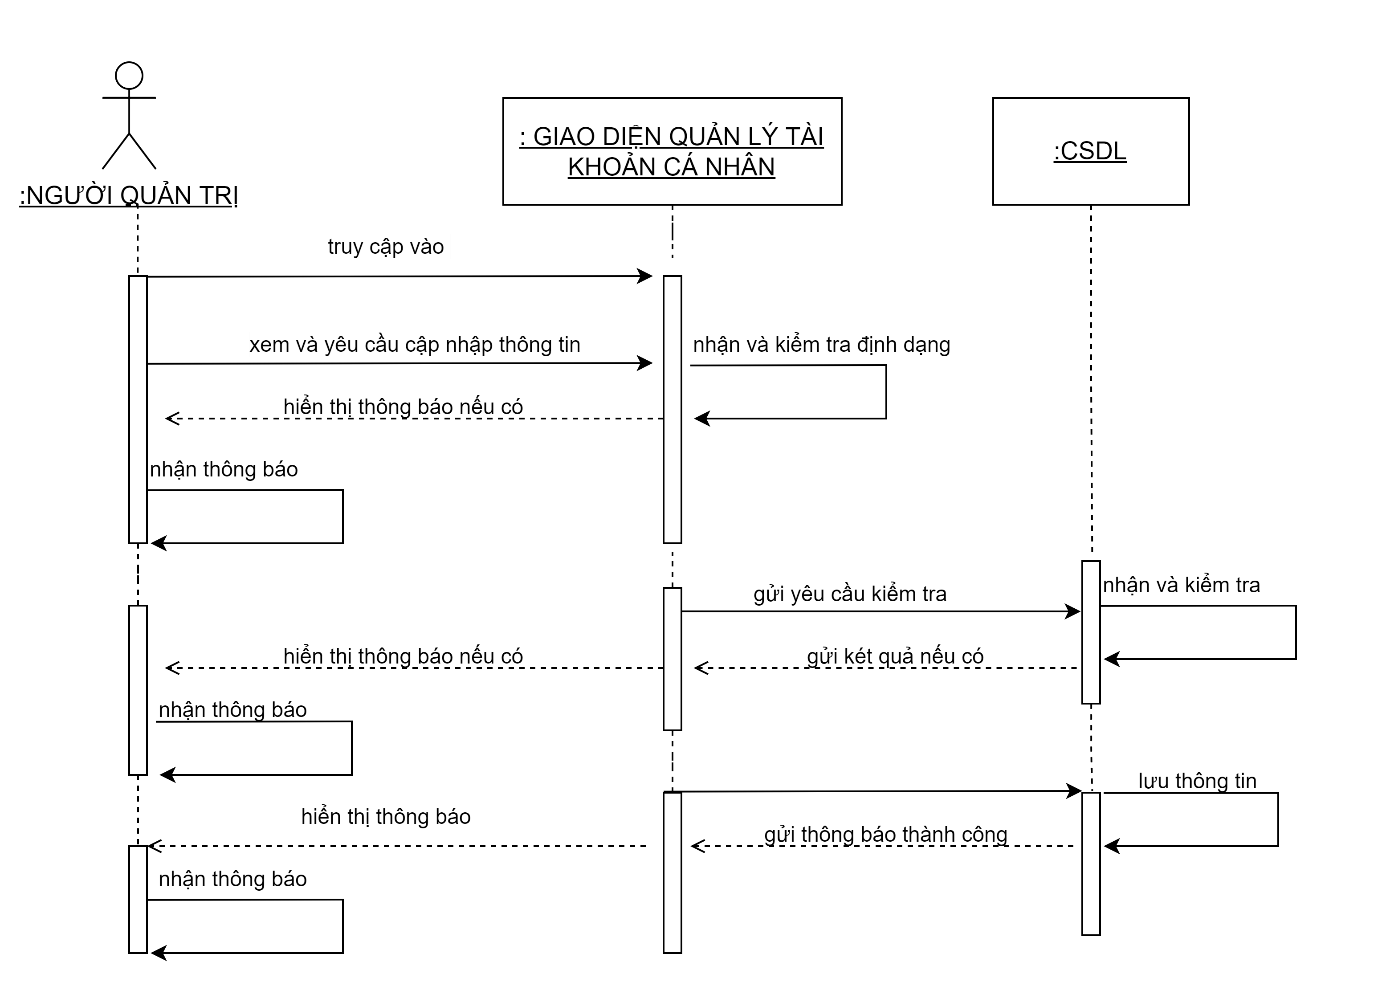 :NGƯỜI QUẢN TRỊ
: GIAO DIỆN QUẢN LÝ TÀI
KHOẢN CÁ NHÂN
:CSDL
truy cập vào
xem và yêu cầu cập nhập thông tin
nhận và kiểm tra định dạng
hiển thị thông báo nếu có
nhận thông báo
gửi yêu cầu kiểm tra
nhận và kiểm tra
hiển thị thông báo nếu có
gửi két quả nếu có
nhận thông báo
lưu thông tin
hiển thị thông báo
gửi thông báo thành công
nhận thông báo